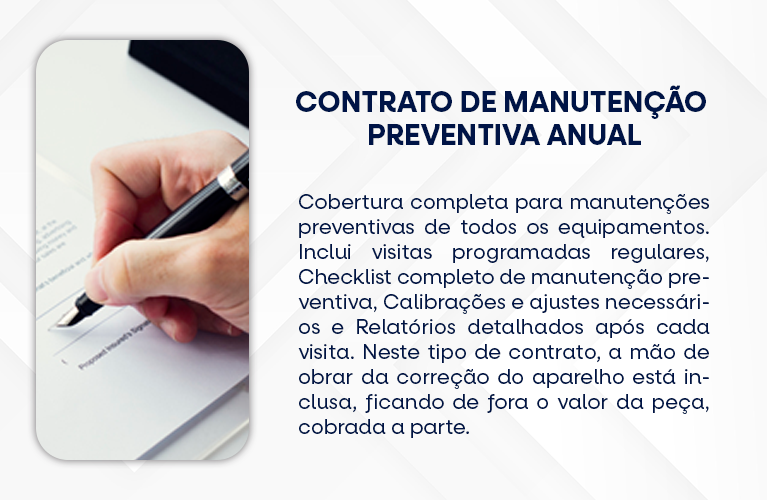 CONTRATO DE MANUTENÇÃO
PREVENTIVA ANUAL
Cobertura completa para manutenções
preventivas de todos os equipamentos.
Inclui visitas programadas regulares,
Checklist completo de manutenção pre-
ventiva, Calibrações e ajustes necessári-
os e Relatórios detalhados após cada
visita. Neste tipo de contrato, a mão de
obrar da correção do aparelho está in-
clusa, ficando de fora o valor da peça,
cobrada a parte.
Proposed Insured's